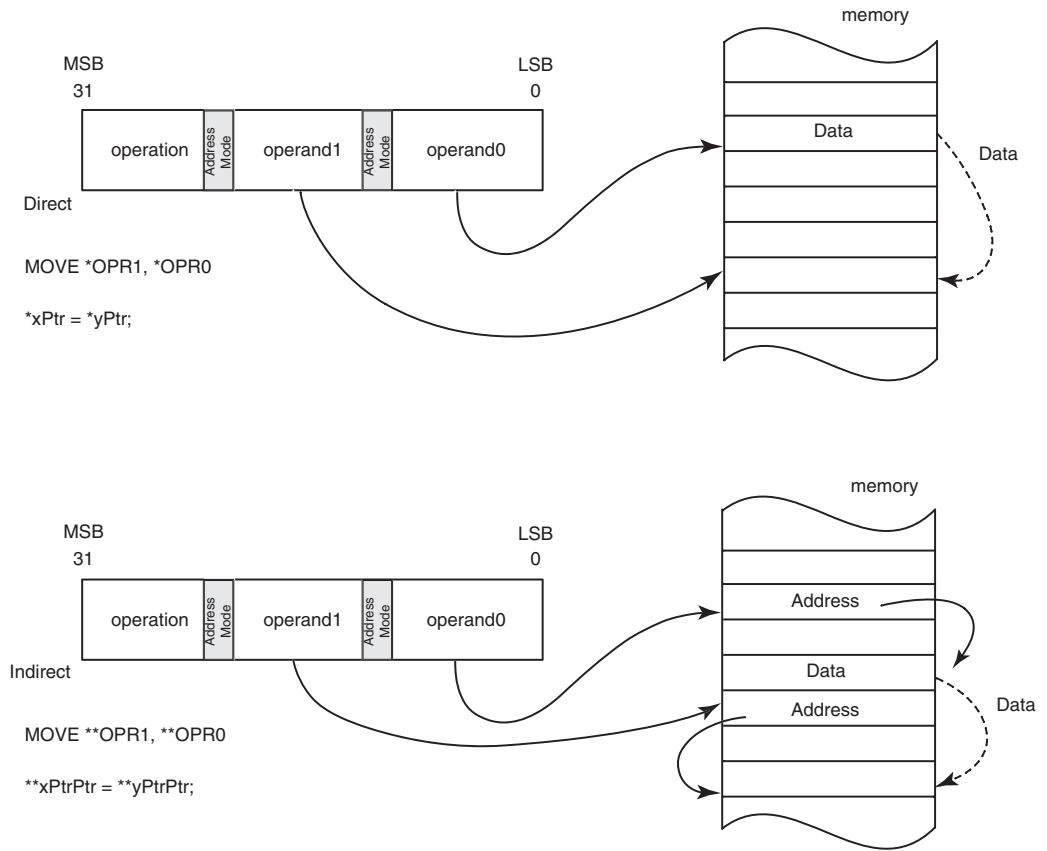 memory
MSB
LSB
31
0
operation
Address Mode
operand1
Address Mode
operand0
Data
Data
Direct
MOVE *OPR1, *OPR0
*xPtr = *yPtr;
memory
MSB
LSB
31
0
operation
Address Mode
operand1
Address Mode
operand0
Address
Data
Address
Data
Indirect
MOVE **OPR1, **OPR0
**xPtrPtr = **yPtrPtr;